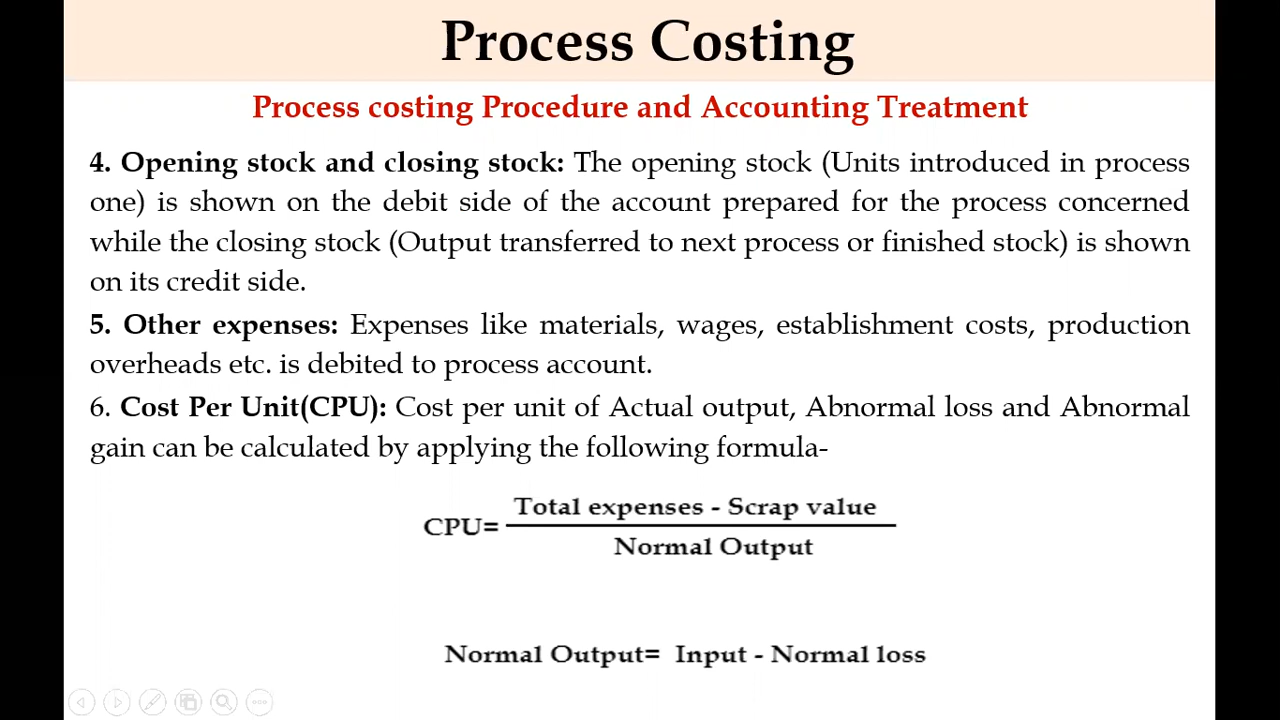 Process Costing
Process costing Procedure and Accounting Treatment
4. Opening stock and closing stock: The opening stock (Units introduced in process
one) is shown on the debit side of the account prepared for the process concerned
while the closing stock (Output transferred to next process or finished stock) is shown
on its credit side.
5. Other expenses: Expenses like materials, wages, establishment costs, production
overheads etc. is debited to process account.
6. Cost Per Unit(CPU): Cost per unit of Actual output, Abnormal loss and Abnormal
gain can be calculated by applying the following formula-
Total expenses - Scrap value
CPU=
Normal Output
Normal Output= Input - Normal loss